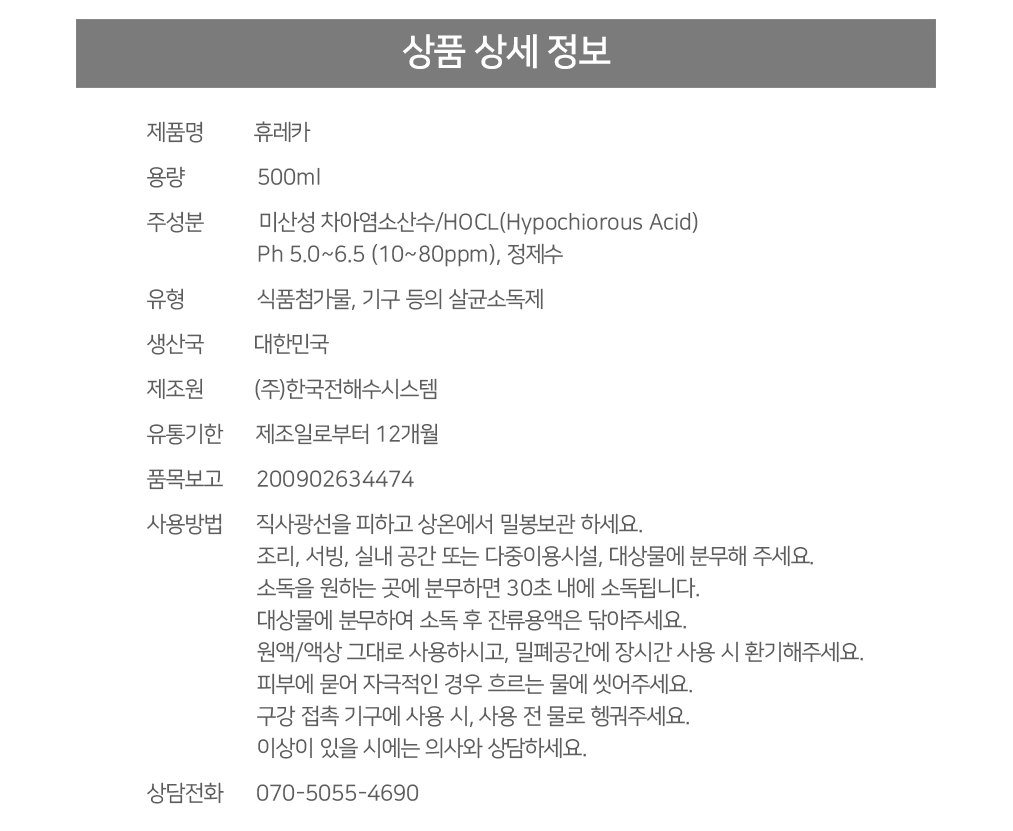 상품 상세 정보
제품명 휴레카
용량 500ml
주성분 미산성 차아염소산수/HOCL(Hypochiorous Acid)
Ph 5.0~6.5 (10~80ppm), 정제수
유형 식품첨가물, 기구 등의 살균소독제
생산국 대한민국
제조원 (주)한국전해수시스템
유통기한 제조일로부터 12개월
품목보고 200902634474
사용방법 직사광선을 피하고 상온에서 밀봉보관 하세요.
조리, 서빙, 실내 공간 또는 다중이용시설, 대상물에 분무해 주세요.
소독을 원하는 곳에 분무하면 30초 내에 소독됩니다.
대상물에 분무하여 소독 후 잔류용액은 닦아주세요.
원액/액상 그대로 사용하시고, 밀폐공간에 장시간 사용 시 환기해주세요.
피부에 묻어 자극적인 경우 흐르는 물에 씻어주세요.
구강 접촉 기구에 사용 시, 사용 전 물로 헹궈주세요.
이상이 있을 시에는 의사와 상담하세요.
상담전화 070-5055-4690